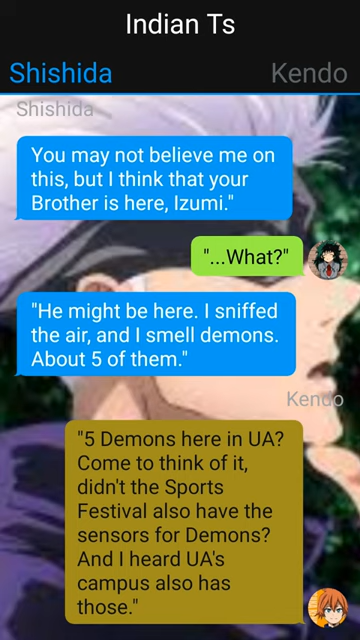 Indian Ts
Shishida Kendo
Shishida
You may not believe me on
this, but I think that your
Brother is here, Izumi."
"...What?"
"He might be here. I sniffed
the air, and I smell demons.
About 5 of them."
Kendo
"5 Demons here in UA?
Come to think of it,
didn't the Sports
Festival also have the
sensors for Demons?
And I heard UA's
campus also has
those."